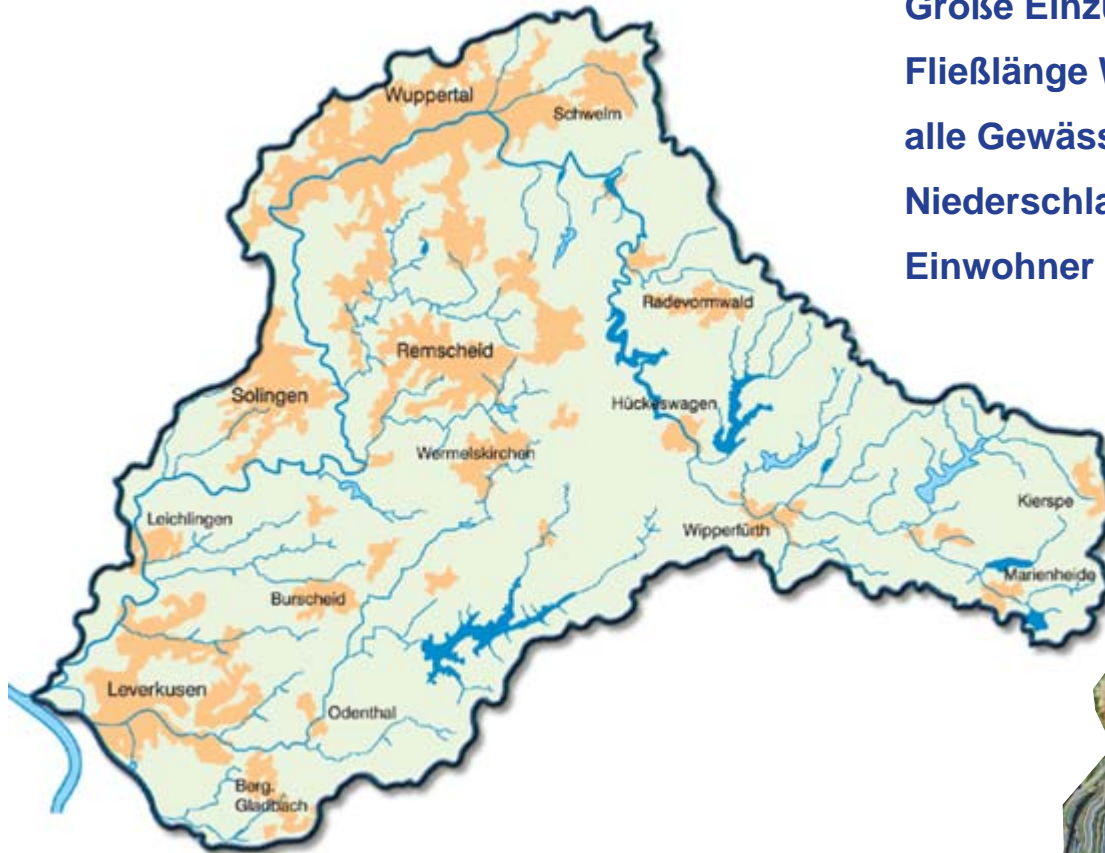 Große Einzu
Fließlänge W
alle Gewäss
Niederschla
Einwohner
Wuppertal
Schwelm
Radevormwald
Remscheid
Solingen
Hückeswagen
Wermelskirchen
Kierspe
Leichlingen
Wipperfürth
Marienheide
Burscheid
Leverkusen
Odenthal
Berg.
Gladbach